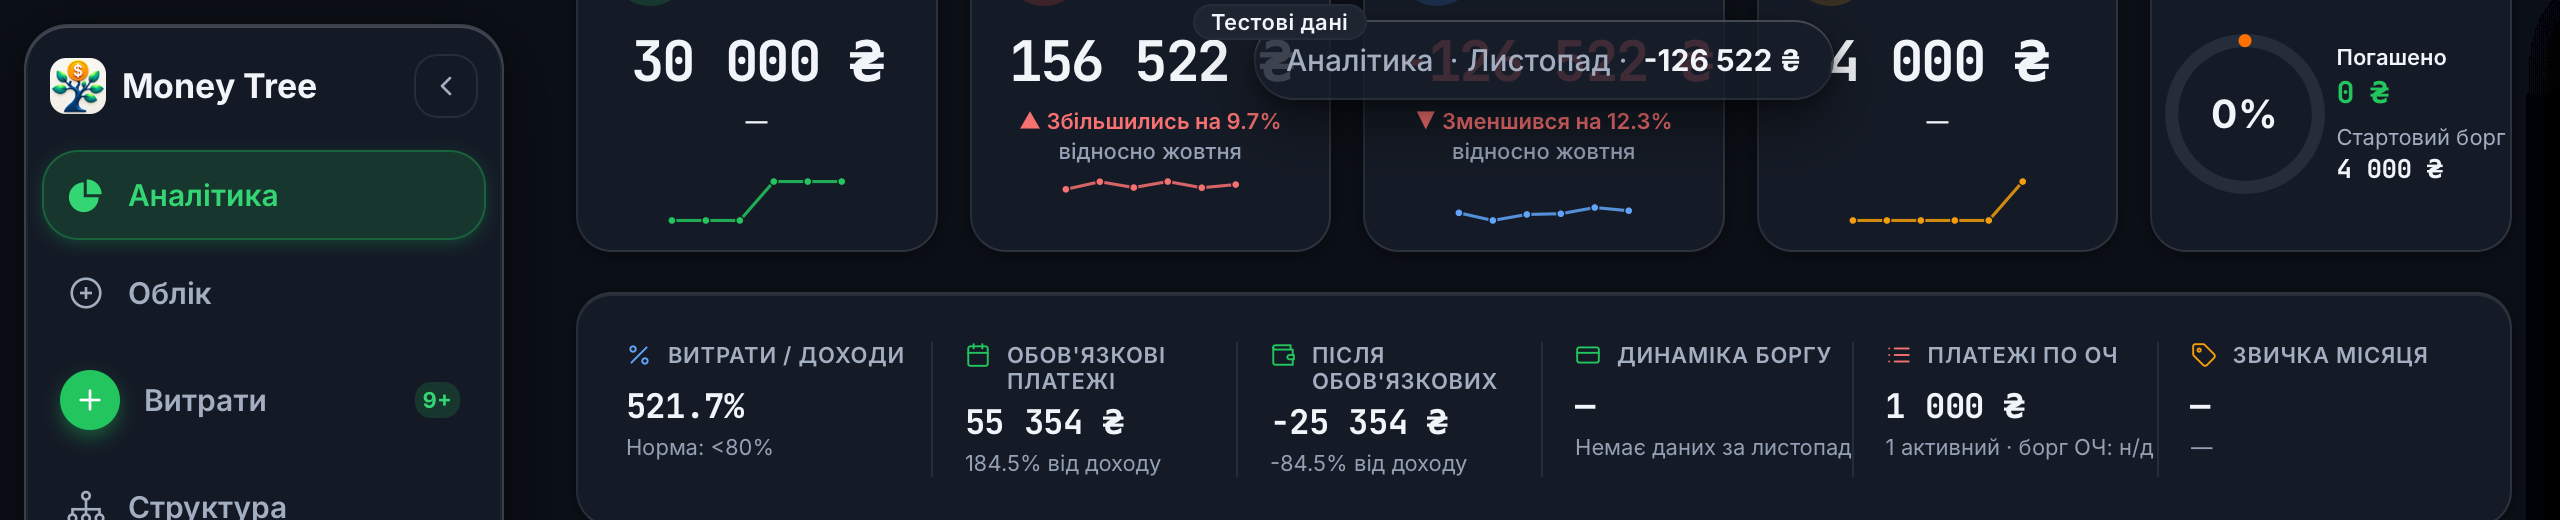 Тестові дані
Аналітика · Листопад · -126 522 ₴
Money Tree
Аналітика
Облік
Витрати
9+
Структура
30 000 ₴
—
156 522 ₴
▲ Збільшились на 9.7%
відносно жовтня
-126 522 ₴
▼ Зменшився на 12.3%
відносно жовтня
4 000 ₴
—
0%
Погашено
0 ₴
Стартовий борг
4 000 ₴
ВИТРАТИ / ДОХОДИ
521.7%
Норма: <80%
ОБОВ'ЯЗКОВІ
ПЛАТЕЖІ
55 354 ₴
184.5% від доходу
ПІСЛЯ
ОБОВ'ЯЗКОВИХ
-25 354 ₴
-84.5% від доходу
ДИНАМІКА БОРГУ
—
Немає даних за листопад
ПЛАТЕЖІ ПО ОЧ
1 000 ₴
1 активний · борг ОЧ: н/д
ЗВИЧКА МІСЯЦЯ
—
—